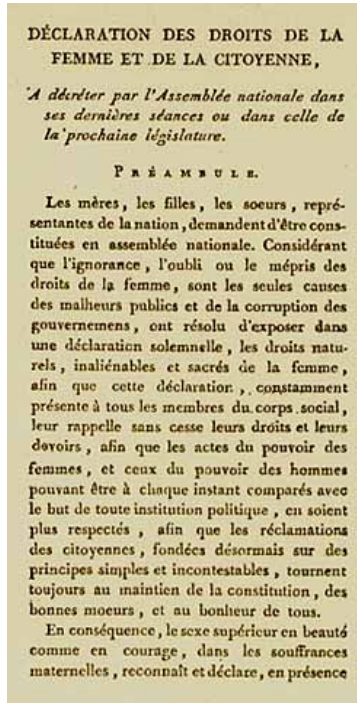 DÉCLARATION DES DROITS DE LA
FEMME ET DE LA CITOYENNE,
A décréter par l'Assemblée nationale dans
ses dernières séances ou dans celle de
la prochaine législature.
PRÉAMBULE.
Les mères, les filles, les soeurs, repré-
sentantes de la nation, demandent d'être cons-
tituées en assemblée nationale. Considérant
que l'ignorance, l'oubli ou le mépris des
droits de la femme, sont les seules causes
des malheurs publics et de la corruption des
gouvernemens, ont résolu d'exposer dans
une déclaration solemnelle, les droits natu-
rels, inaliénables et sacrés de la femme,
afin que cette déclaration, constamment
présente à tous les membres du corps social,
leur rappelle sans cesse leurs droits et leurs
devoirs, afin que les actes du pouvoir des
femmes, et ceux du pouvoir des hommes
pouvant être à chaque instant comparés avec
le but de toute institution politique, en soient
plus respectés, afin que les réclamations
des citoyennes, fondées désormais sur des
principes simples et incontestables, tournent
toujours au maintien de la constitution, des
bonnes moeurs, et au bonheur de tous.
En conséquence, le sexe supérieur en beauté
comme en courage, dans les souffrances
maternelles, reconnaît et déclare, en présence